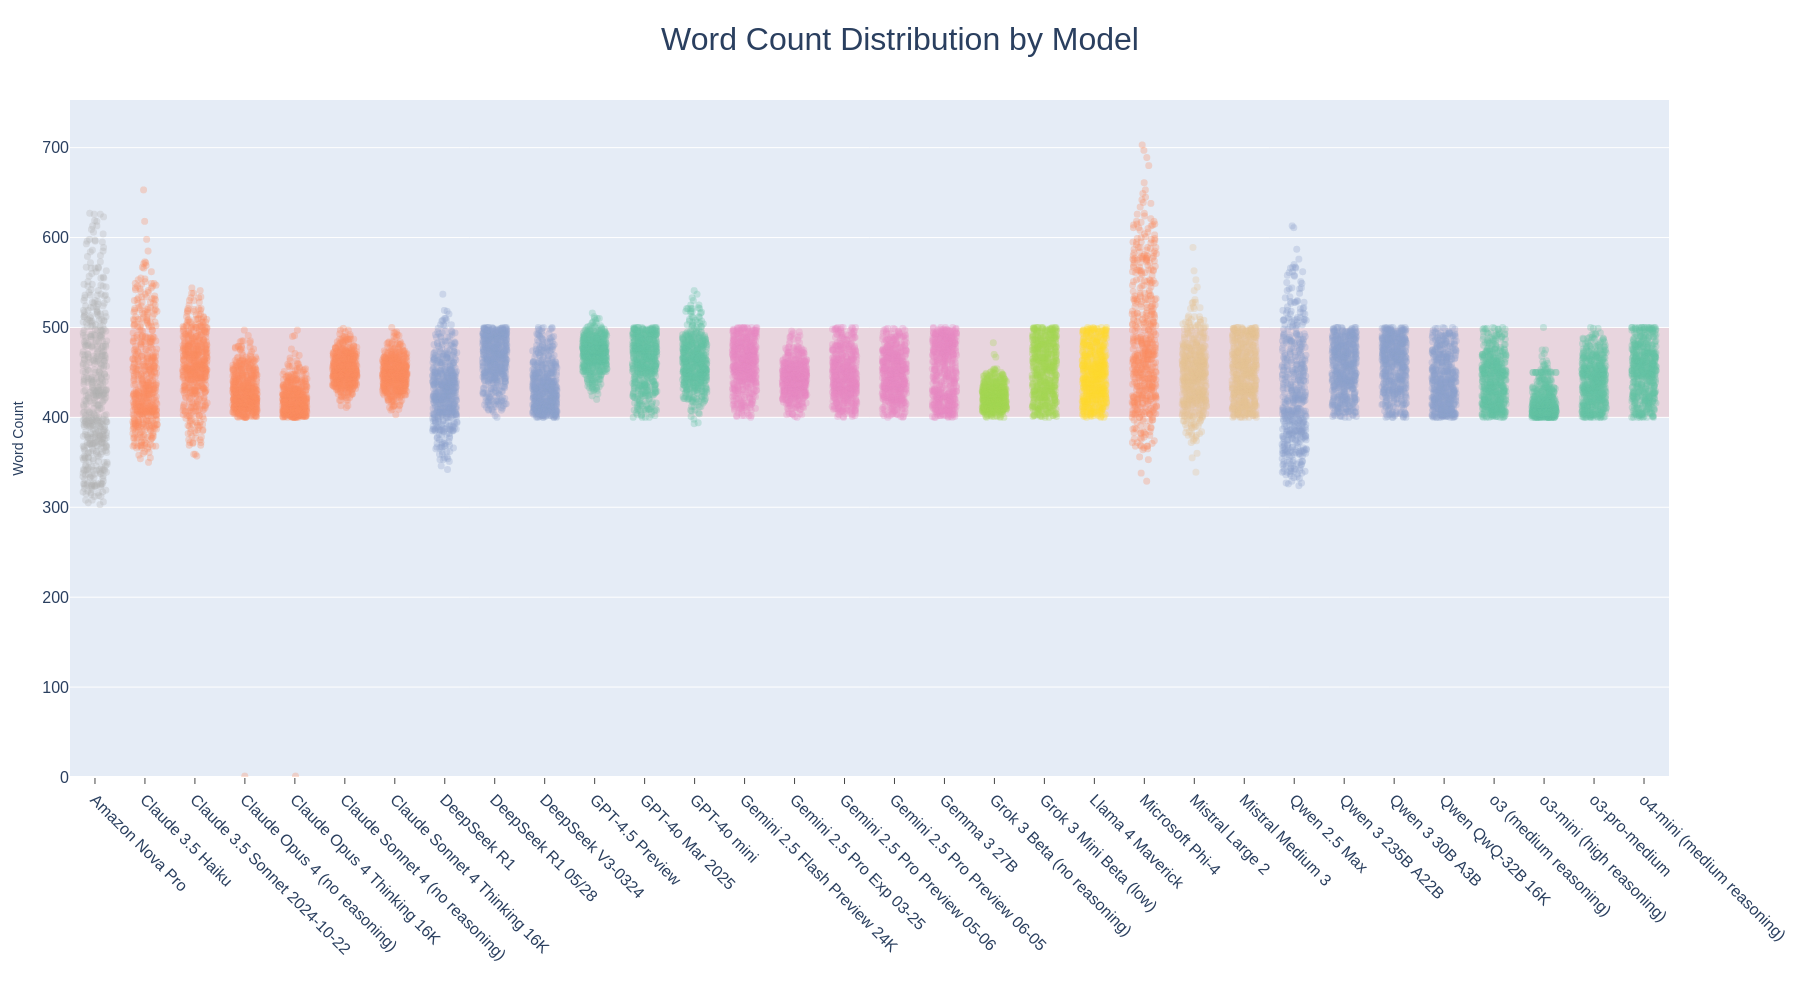 Word Count Distribution by Model
Word Count
700
600
500
400
300
200
100
0
Amazon Nova Pro
Claude 3.5 Haiku
Claude 3.5 Sonnet 2024-10-22
Claude Opus 4 (no reasoning)
Claude Opus 4 Thinking 16K
Claude Sonnet 4 (no reasoning)
Claude Sonnet 4 Thinking 16K
DeepSeek R1
DeepSeek R1 05/28
DeepSeek V3-0324
GPT-4.5 Preview
GPT-4o Mar 2025
GPT-4o mini
Gemini 2.5 Flash Preview 24K
Gemini 2.5 Pro Exp 03-25
Gemini 2.5 Pro Preview 05-06
Gemini 2.5 Pro Preview 06-05
Gemma 3 27B
Grok 3 Beta (no reasoning)
Grok 3 Mini Beta (low)
Llama 4 Maverick
Microsoft Phi-4
Mistral Large 2
Mistral Medium 3
Qwen 2.5 Max
Qwen 3 235B A22B
Qwen 3 30B A3B
Qwen QwQ-32B 16K
o3 (medium reasoning)
o3-mini (high reasoning)
o3-pro-medium
o4-mini (medium reasoning)